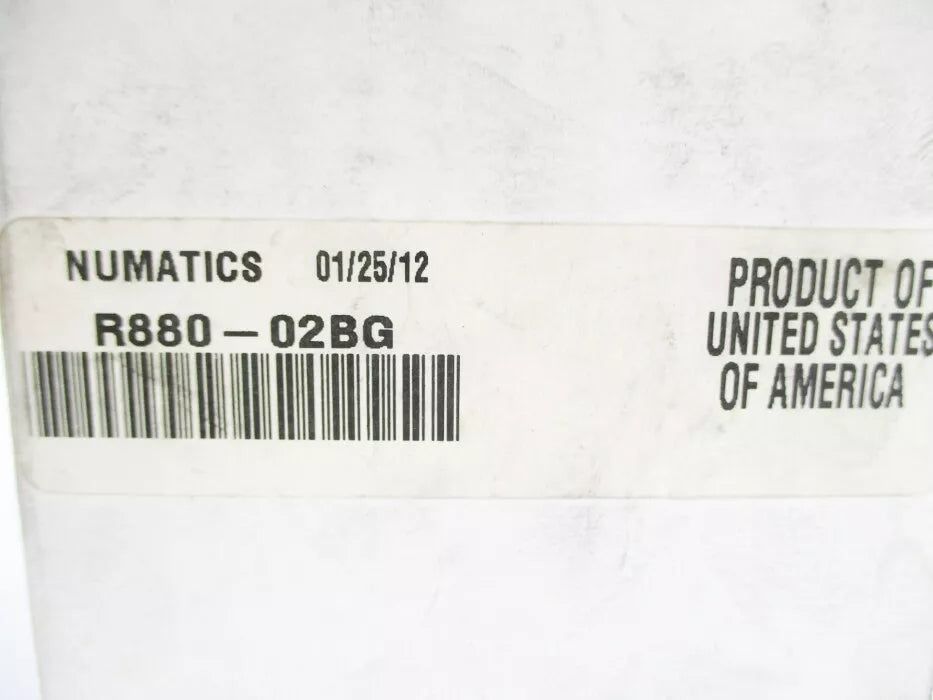 NUMATICS 01/25/12
R880-02BG
PRODUCT OF
UNITED STATES
OF AMERICA